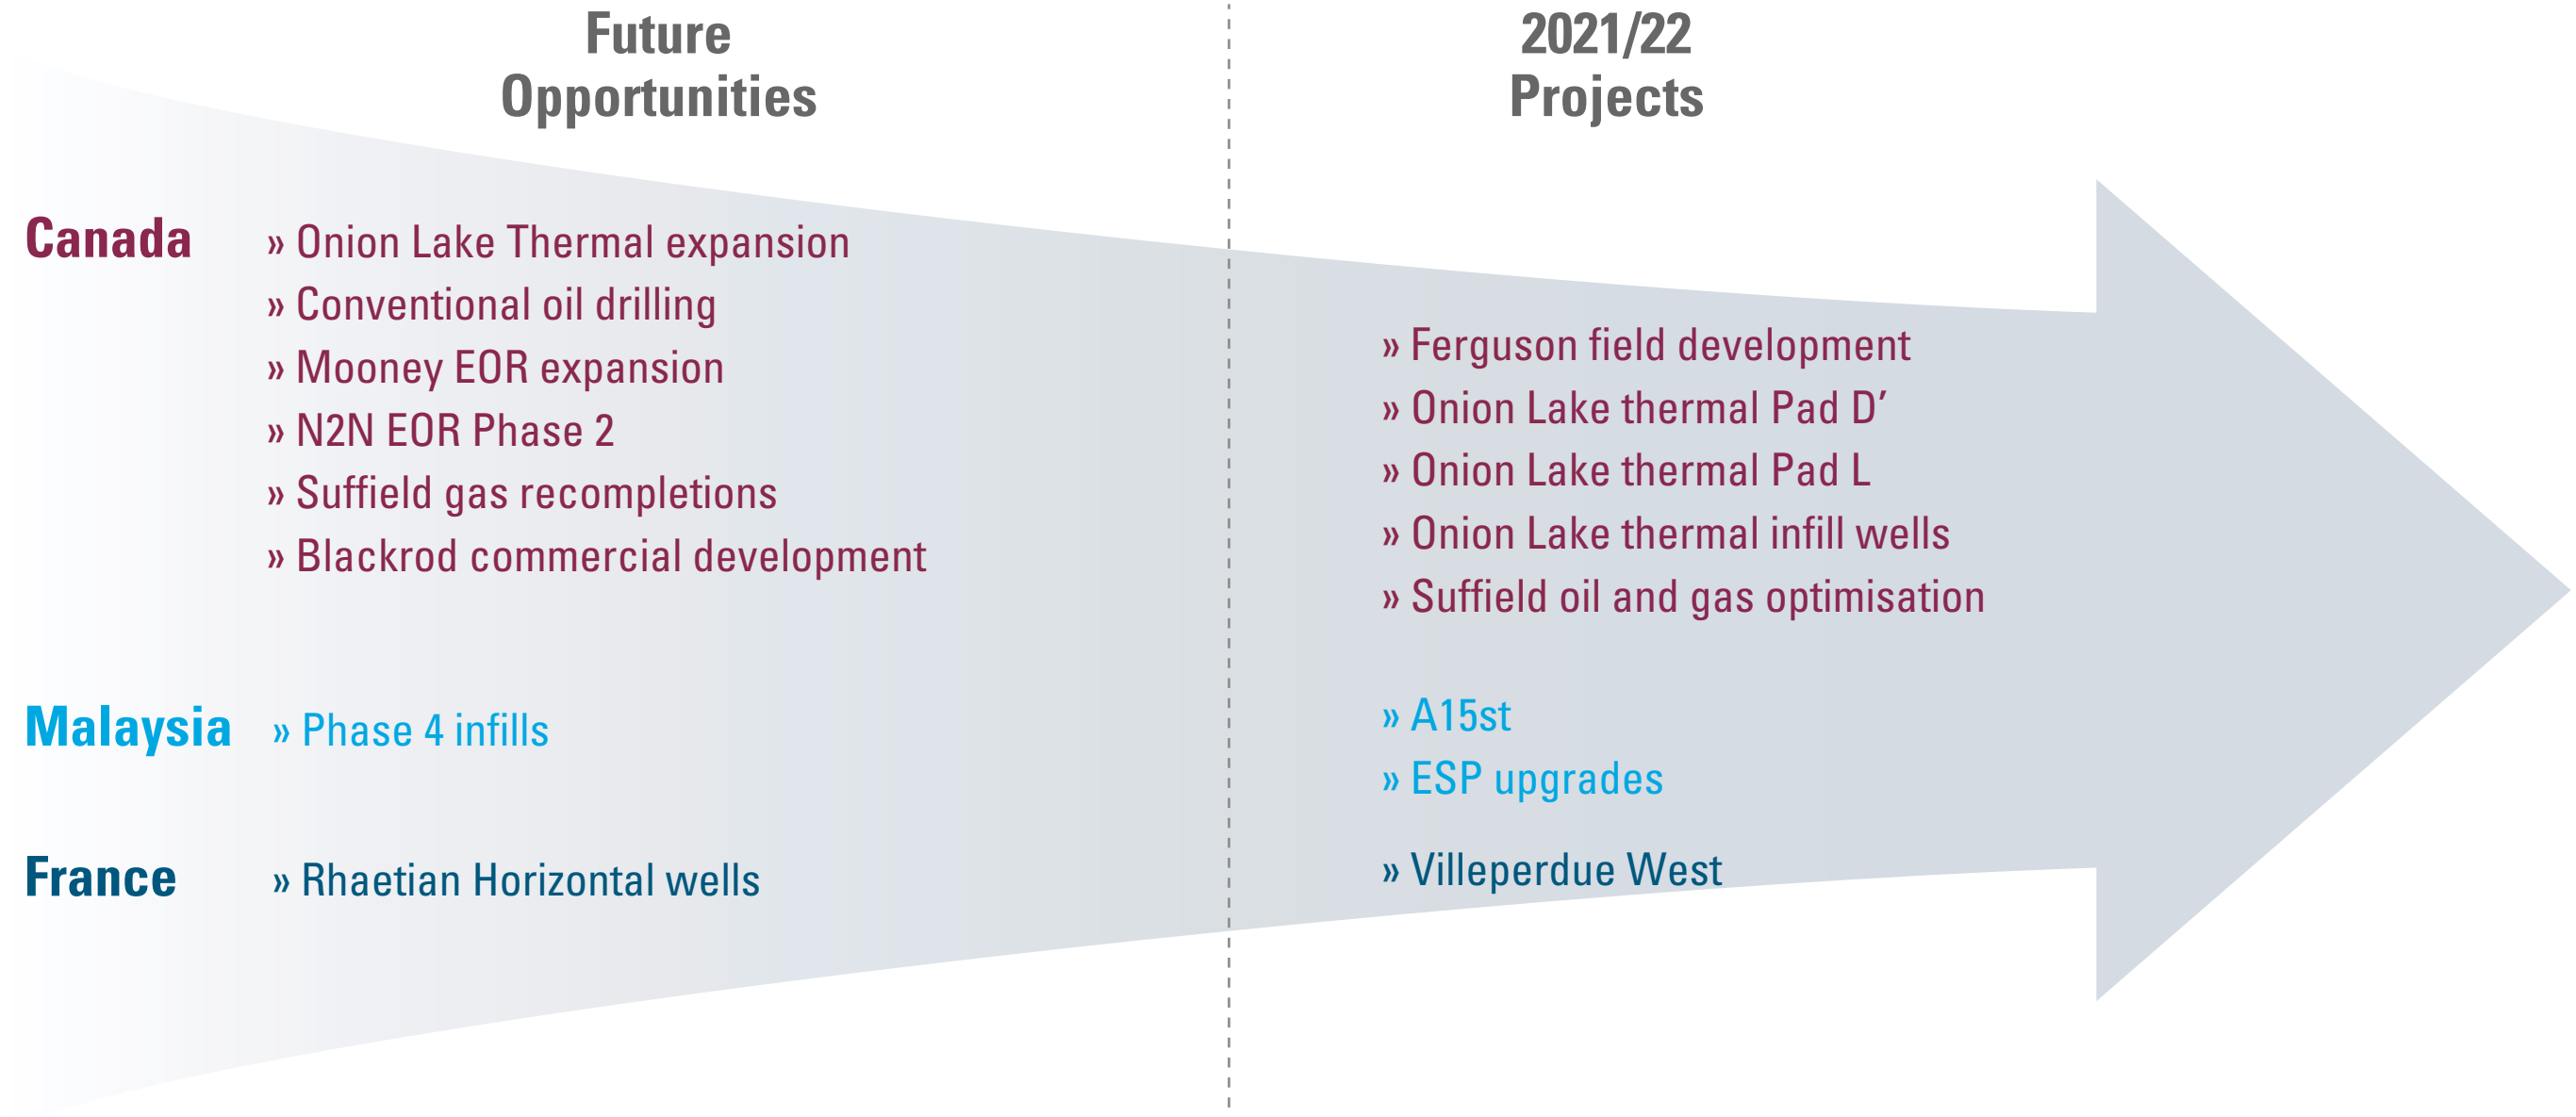 Future
Opportunities
2021/22
Projects
Canada
» Onion Lake Thermal expansion
» Conventional oil drilling
» Mooney EOR expansion
» N2N EOR Phase 2
» Suffield gas recompletions
» Blackrod commercial development
» Ferguson field development
» Onion Lake thermal Pad D’
» Onion Lake thermal Pad L
» Onion Lake thermal infill wells
» Suffield oil and gas optimisation
Malaysia
» Phase 4 infills
» A15st
» ESP upgrades
France
» Rhaetian Horizontal wells
» Villeperdue West